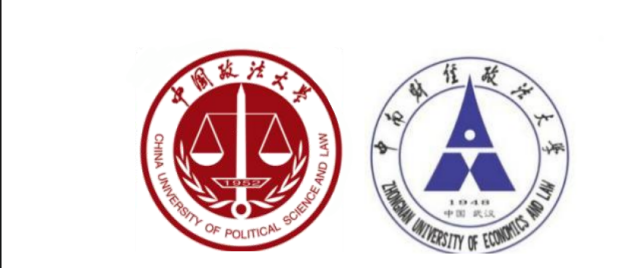 中国政法大学
1952
CHINA UNIVERSITY OF POLITICAL SCIENCE AND LAW
中南财经政法大学
1948
中国 武汉
ZHONGNAN UNIVERSITY OF ECONOMICS AND LAW